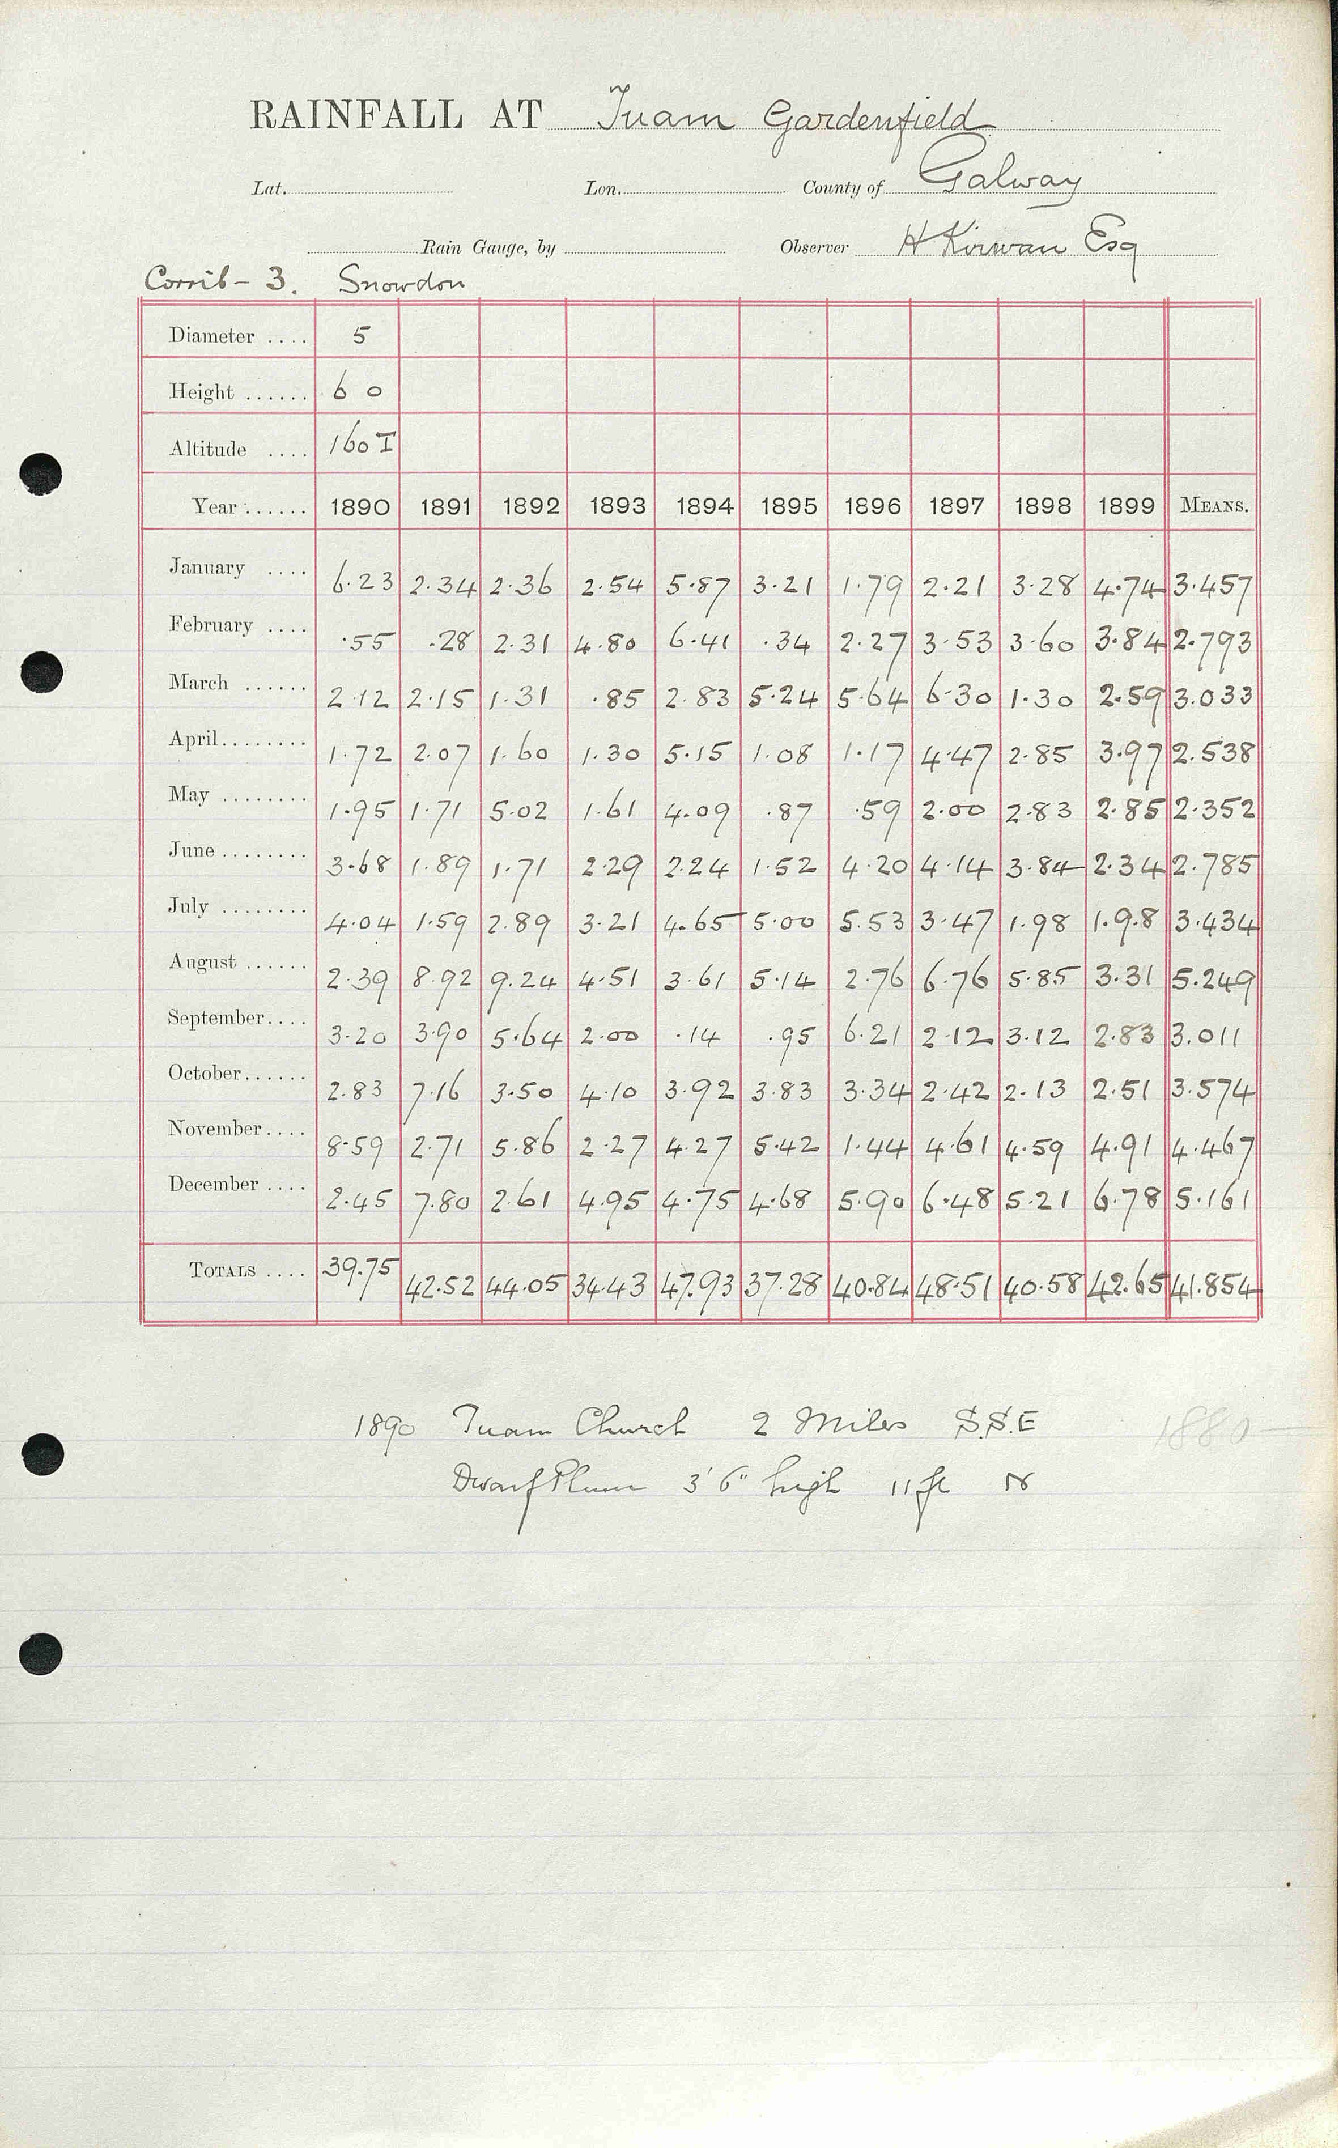 RAINFALL AT Tuam Gardenfield
Lat. Lon. County of Galway
Rain Gauge, by Observer H Kirwan Esq
Corrib - 3. Snowdon
Diameter .... 5
Height ...... 6 0
Altitude .... 160 I
Year ...... 1890 1891 1892 1893 1894 1895 1896 1897 1898 1899 MEANS.
January .... 6.23 2.34 2.36 2.54 5.87 3.21 1.79 2.21 3.28 4.74 3.457
February .... .55 .28 2.31 4.80 6.41 .34 2.27 3.53 3.60 3.84 2.793
March ...... 2.12 2.15 1.31 .85 2.83 5.24 5.64 6.30 1.30 2.59 3.033
April........ 1.72 2.07 1.60 1.30 5.15 1.08 1.17 4.47 2.85 3.97 2.538
May ........ 1.95 1.71 5.02 1.61 4.09 .87 .59 2.00 2.83 2.85 2.352
June ........ 3.68 1.89 1.71 2.29 2.24 1.52 4.20 4.14 3.84 2.34 2.785
July ........ 4.04 1.59 2.89 3.21 4.65 5.00 5.53 3.47 1.98 1.9.8 3.434
August ...... 2.39 8.92 9.24 4.51 3.61 5.14 2.76 6.76 5.85 3.31 5.249
September.... 3.20 3.90 5.64 2.00 .14 .95 6.21 2.12 3.12 2.83 3.011
October...... 2.83 7.16 3.50 4.10 3.92 3.83 3.34 2.42 2.13 2.51 3.574
November.... 8.59 2.71 5.86 2.27 4.27 5.42 1.44 4.61 4.59 4.91 4.467
December .... 2.45 7.80 2.61 4.95 4.75 4.68 5.90 6.48 5.21 6.78 5.161
TOTALS .... 39.75 42.52 44.05 34.43 47.93 37.28 40.84 48.51 40.58 42.65 41.854
1890 Tuam Church 2 Miles S.S.E 1880 -
Dwarf Plum 3' 6" high 11 ft N